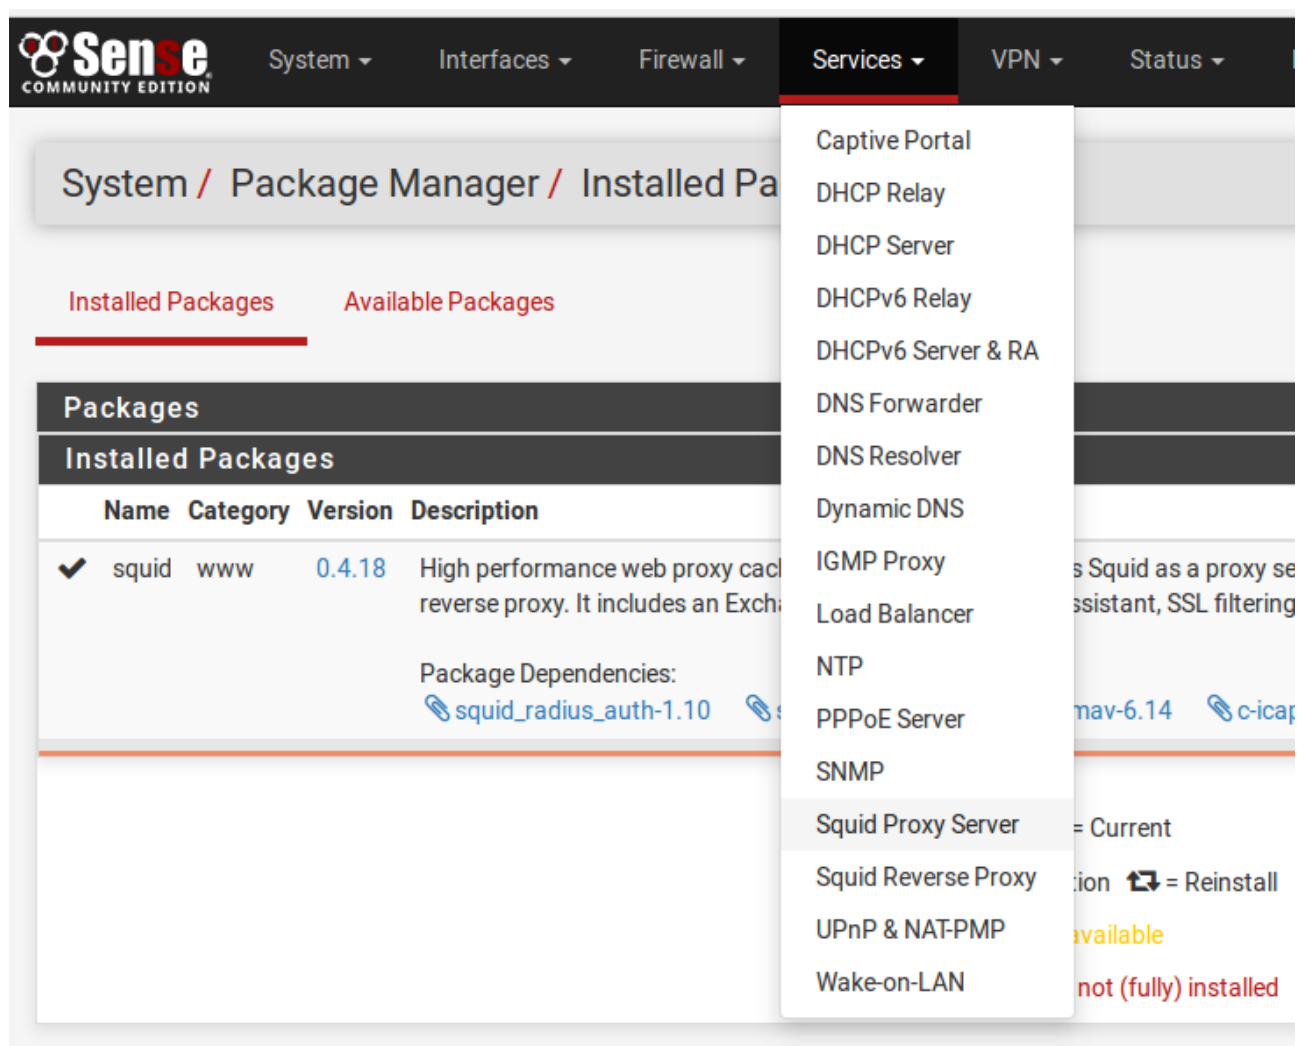 Sense
COMMUNITY EDITION
System Interfaces Firewall Services VPN Status
System / Package Manager / Installed Pa
Installed Packages Available Packages
Packages
Installed Packages
Name Category Version Description
squid www 0.4.18 High performance web proxy cac s Squid as a proxy se
reverse proxy. It includes an Exch ssistant, SSL filtering
Package Dependencies:
squid_radius_auth-1.10 s mav-6.14 c-icap
= Current
ion = Reinstall
available
not (fully) installed
Captive Portal
DHCP Relay
DHCP Server
DHCPv6 Relay
DHCPv6 Server & RA
DNS Forwarder
DNS Resolver
Dynamic DNS
IGMP Proxy
Load Balancer
NTP
PPPoE Server
SNMP
Squid Proxy Server
Squid Reverse Proxy
UPnP & NAT-PMP
Wake-on-LAN